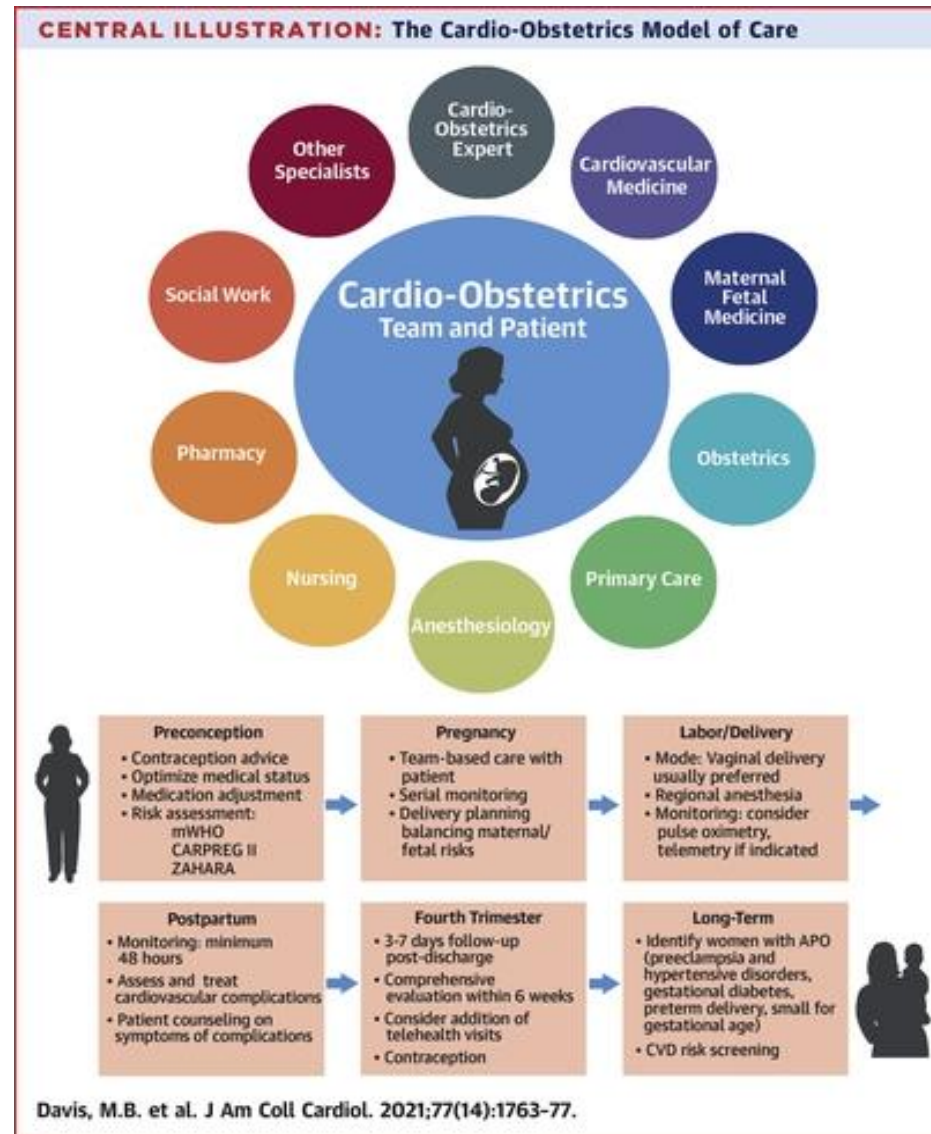 CENTRAL ILLUSTRATION: The Cardio-Obstetrics Model of Care
Cardio-
Obstetrics
Expert
Cardiovascular
Medicine
Maternal
Fetal
Medicine
Obstetrics
Primary Care
Anesthesiology
Nursing
Pharmacy
Social Work
Other
Specialists
Cardio-Obstetrics
Team and Patient
Preconception
• Contraception advice
• Optimize medical status
• Medication adjustment
• Risk assessment:
mWHO
CARPREG II
ZAHARA
Pregnancy
• Team-based care with
patient
• Serial monitoring
• Delivery planning
balancing maternal/
fetal risks
Labor/Delivery
• Mode: Vaginal delivery
usually preferred
• Regional anesthesia
• Monitoring: consider
pulse oximetry,
telemetry if indicated
Postpartum
• Monitoring: minimum
48 hours
• Assess and treat
cardovascular complications
• Patient counseling on
symptoms of complications
Fourth Trimester
• 3-7 days follow-up
post-discharge
• Comprehensive
evaluation within 6 weeks
• Consider addition of
telehealth visits
• Contraception
Long-Term
• Identify women with APO
(preeclampsia and
hypertensive disorders,
gestational diabetes,
preterm delivery, small for
gestational age)
• CVD risk screening
Davis, M.B. et al. J Am Coll Cardiol. 2021;77(14):1763-77.